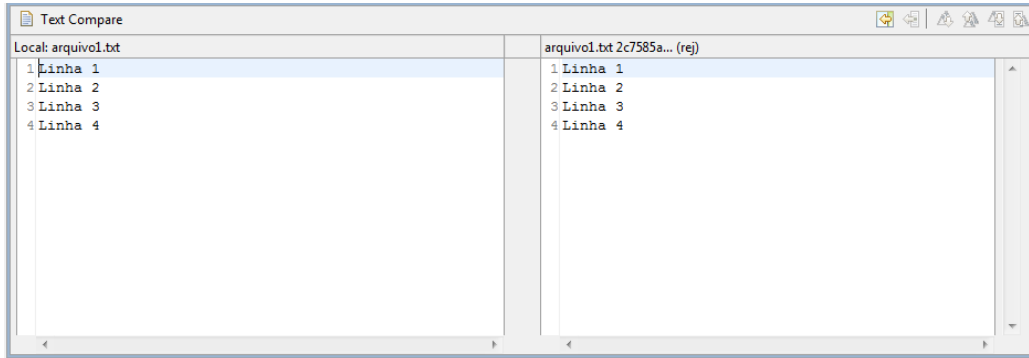 Text Compare
Local: arquivo1.txt
arquivo1.txt 2c7585a... (rej)
1 Linha 1
2 Linha 2
3 Linha 3
4 Linha 4
1 Linha 1
2 Linha 2
3 Linha 3
4 Linha 4